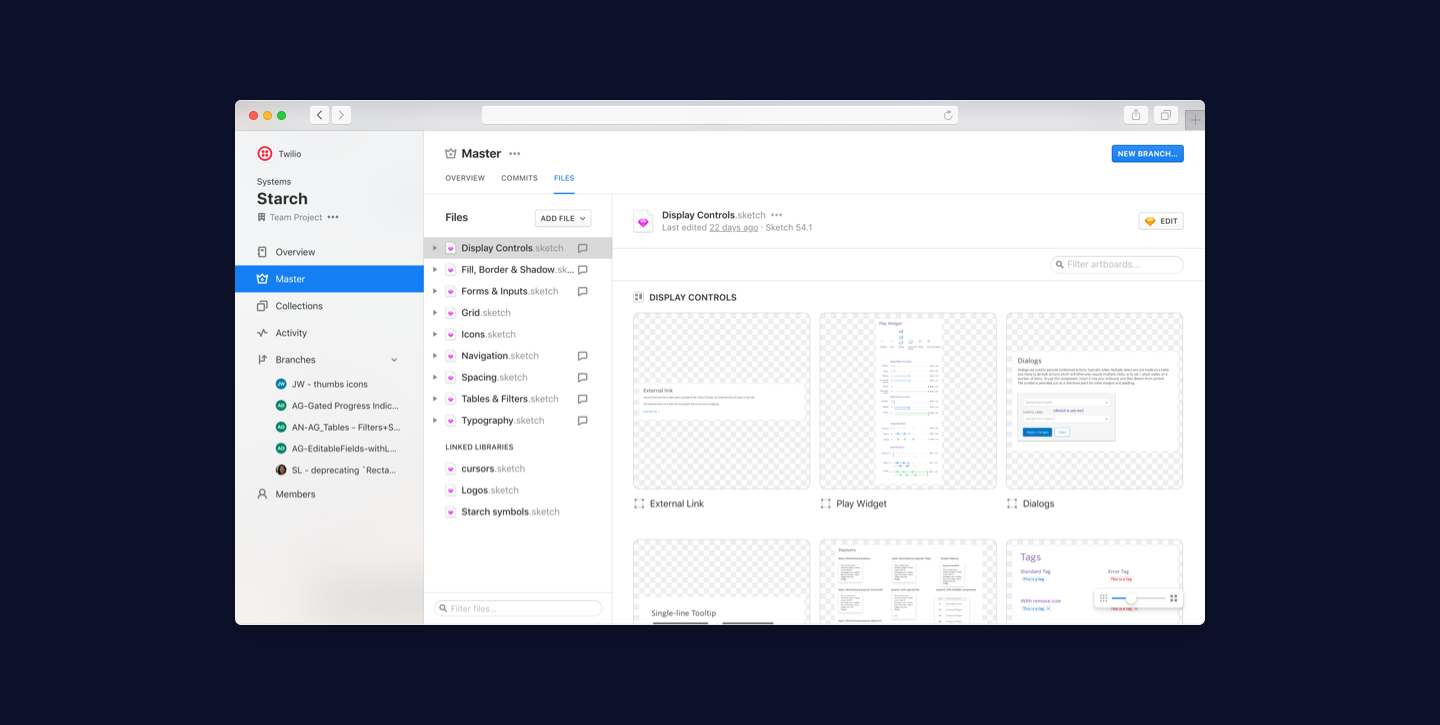 Twilio
Systems
Starch
Team Project •••
Overview
Master
Collections
Activity
Branches
JW - thumbs icons
AG-Gated Progress Indic...
AN-AG_Tables - Filters+S...
AG-EditableFields-withL...
SL - deprecating `Recta...
Members
Master •••
NEW BRANCH...
OVERVIEW COMMITS FILES
Files
ADD FILE
Display Controls.sketch
Fill, Border & Shadow.sk...
Forms & Inputs.sketch
Grid.sketch
Icons.sketch
Navigation.sketch
Spacing.sketch
Tables & Filters.sketch
Typography.sketch
LINKED LIBRARIES
cursors.sketch
Logos.sketch
Starch symbols.sketch
Filter files...
Display Controls.sketch •••
Last edited 22 days ago · Sketch 54.1
EDIT
Filter artboards...
DISPLAY CONTROLS
External link
Play Widget
Dialogs
External Link
Play Widget
Dialogs
Single-line Tooltip
Popovers
Tags
Standard Tag
Error Tag
This is a tag
This is a tag
With remove icon
This is a tag
This is a tag